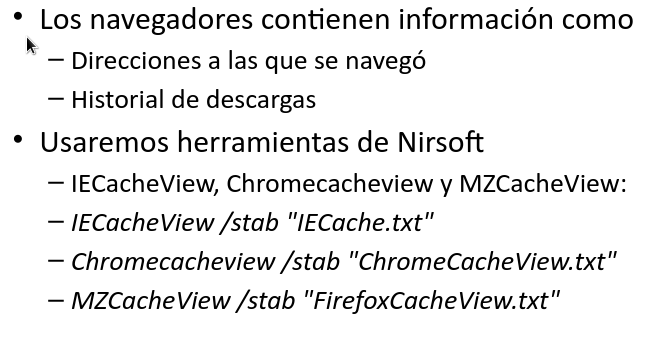 • Los navegadores contienen información como
– Direcciones a las que se navegó
– Historial de descargas
• Usaremos herramientas de Nirsoft
– IECacheView, Chromecacheview y MZCacheView:
– IECacheView /stab "IECache.txt"
– Chromecacheview /stab "ChromeCacheView.txt"
– MZCacheView /stab "FirefoxCacheView.txt"